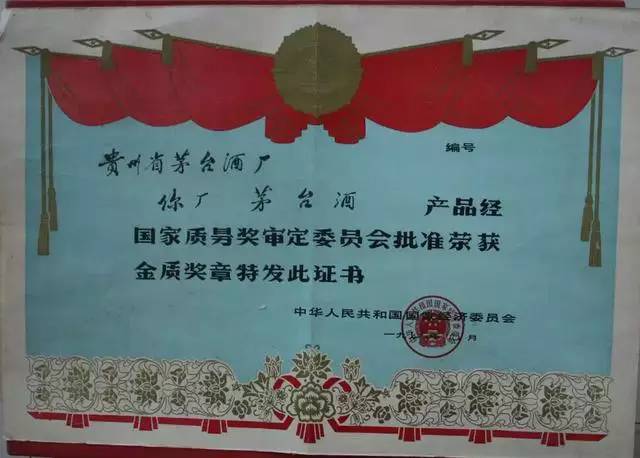 编号
贵州省茅台酒厂
你厂 茅台酒 产品经
国家质量奖审定委员会批准荣获
金质奖章特发此证书
中华人民共和国国家经济委员会
一九 月